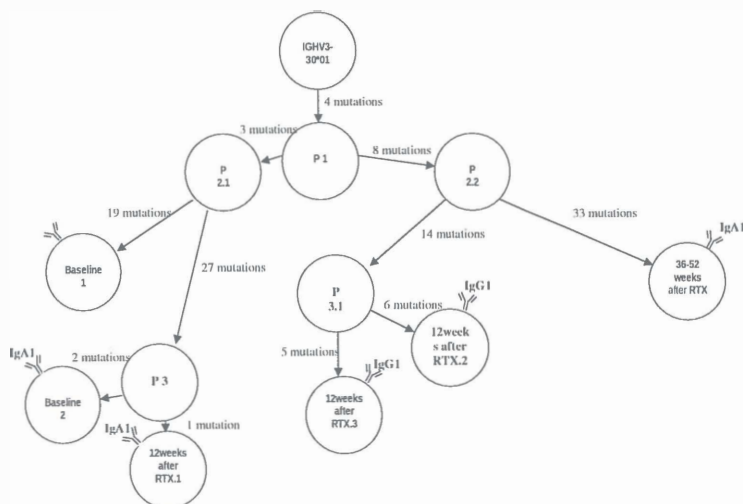 IGHV3-
30*01
4 mutations
3 mutations
P 1
8 mutations
P
2.1
P
2.2
19 mutations
33 mutations
IgA1
14 mutations
Baseline
1
27 mutations
36-52
weeks
after RTX
P
3.1
IgG1
6 mutations
12week
s after
RTX.2
IgA1
2 mutations
5 mutations
IgG1
P 3
Baseline
2
12weeks
after
RTX.3
IgA1
1 mutation
12weeks
after
RTX.1